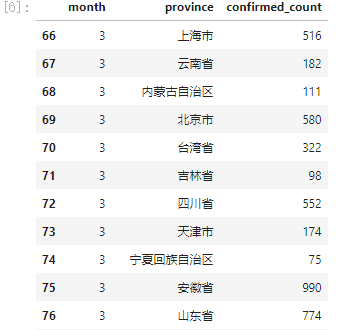 [6]:
month province confirmed_count
66 3 上海市 516
67 3 云南省 182
68 3 内蒙古自治区 111
69 3 北京市 580
70 3 台湾省 322
71 3 吉林省 98
72 3 四川省 552
73 3 天津市 174
74 3 宁夏回族自治区 75
75 3 安徽省 990
76 3 山东省 774